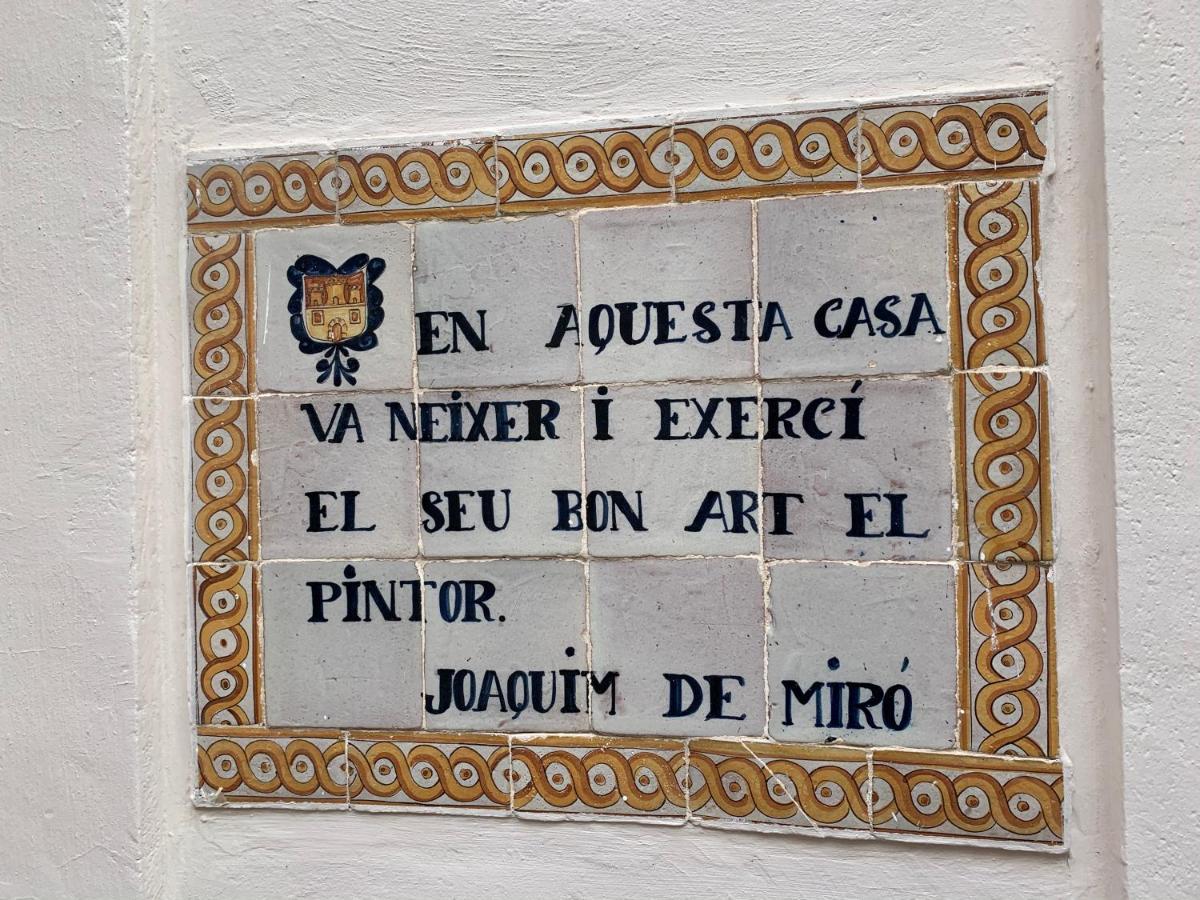 EN AQUESTA CASA
VA NEIXER I EXERCÍ
EL SEU BON ART EL
PINTOR.
JOAQUIM DE MIRÓ